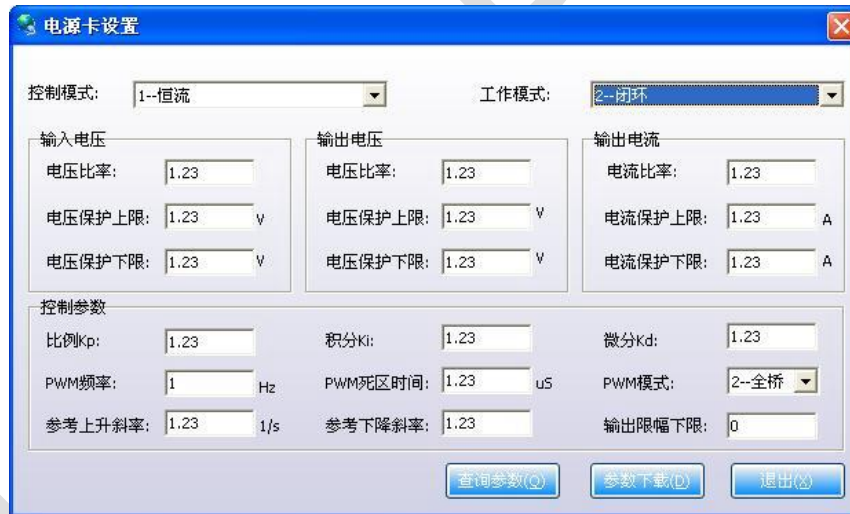 电源卡设置
控制模式: 1--恒流 工作模式: 2--闭环
输入电压 输出电压 输出电流
电压比率: 1.23 电压比率: 1.23 电流比率: 1.23
电压保护上限: 1.23 V 电压保护上限: 1.23 V 电流保护上限: 1.23 A
电压保护下限: 1.23 V 电压保护下限: 1.23 V 电流保护下限: 1.23 A
控制参数
比例Kp: 1.23 积分Ki: 1.23 微分Kd: 1.23
PWM频率: 1 Hz PWM死区时间: 1.23 uS PWM模式: 2--全桥
参考上升斜率: 1.23 1/s 参考下降斜率: 1.23 输出限幅下限: 0
查询参数(Q) 参数下载(D) 退出(X)